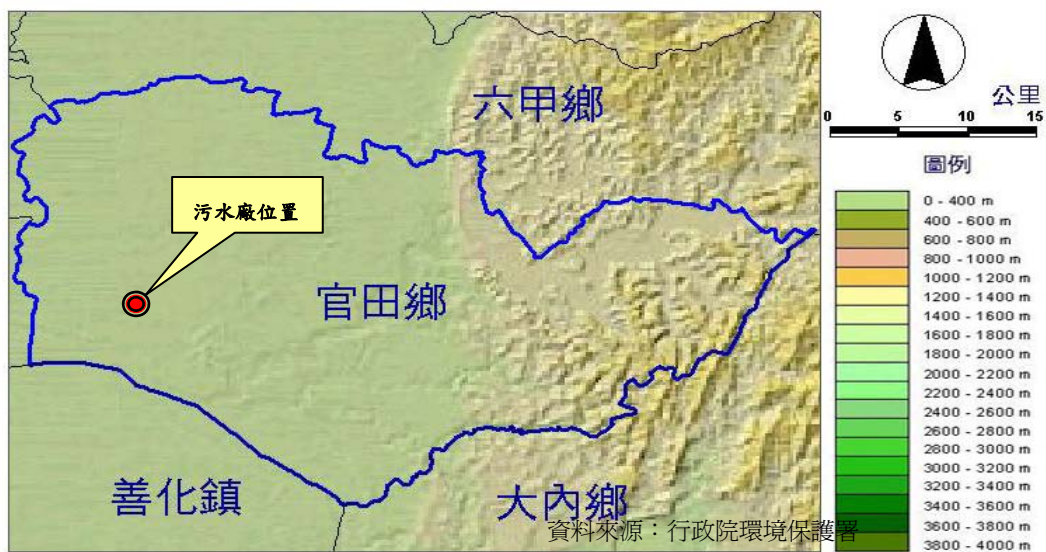 六甲鄉
污水廠位置
官田鄉
善化鎮
大內鄉
資料來源：行政院環境保護署
公里
0 5 10 15
圖例
0 - 400 m
400 - 600 m
600 - 800 m
800 - 1000 m
1000 - 1200 m
1200 - 1400 m
1400 - 1600 m
1600 - 1800 m
1800 - 2000 m
2000 - 2200 m
2200 - 2400 m
2400 - 2600 m
2600 - 2800 m
2800 - 3000 m
3000 - 3200 m
3200 - 3400 m
3400 - 3600 m
3600 - 3800 m
3800 - 4000 m